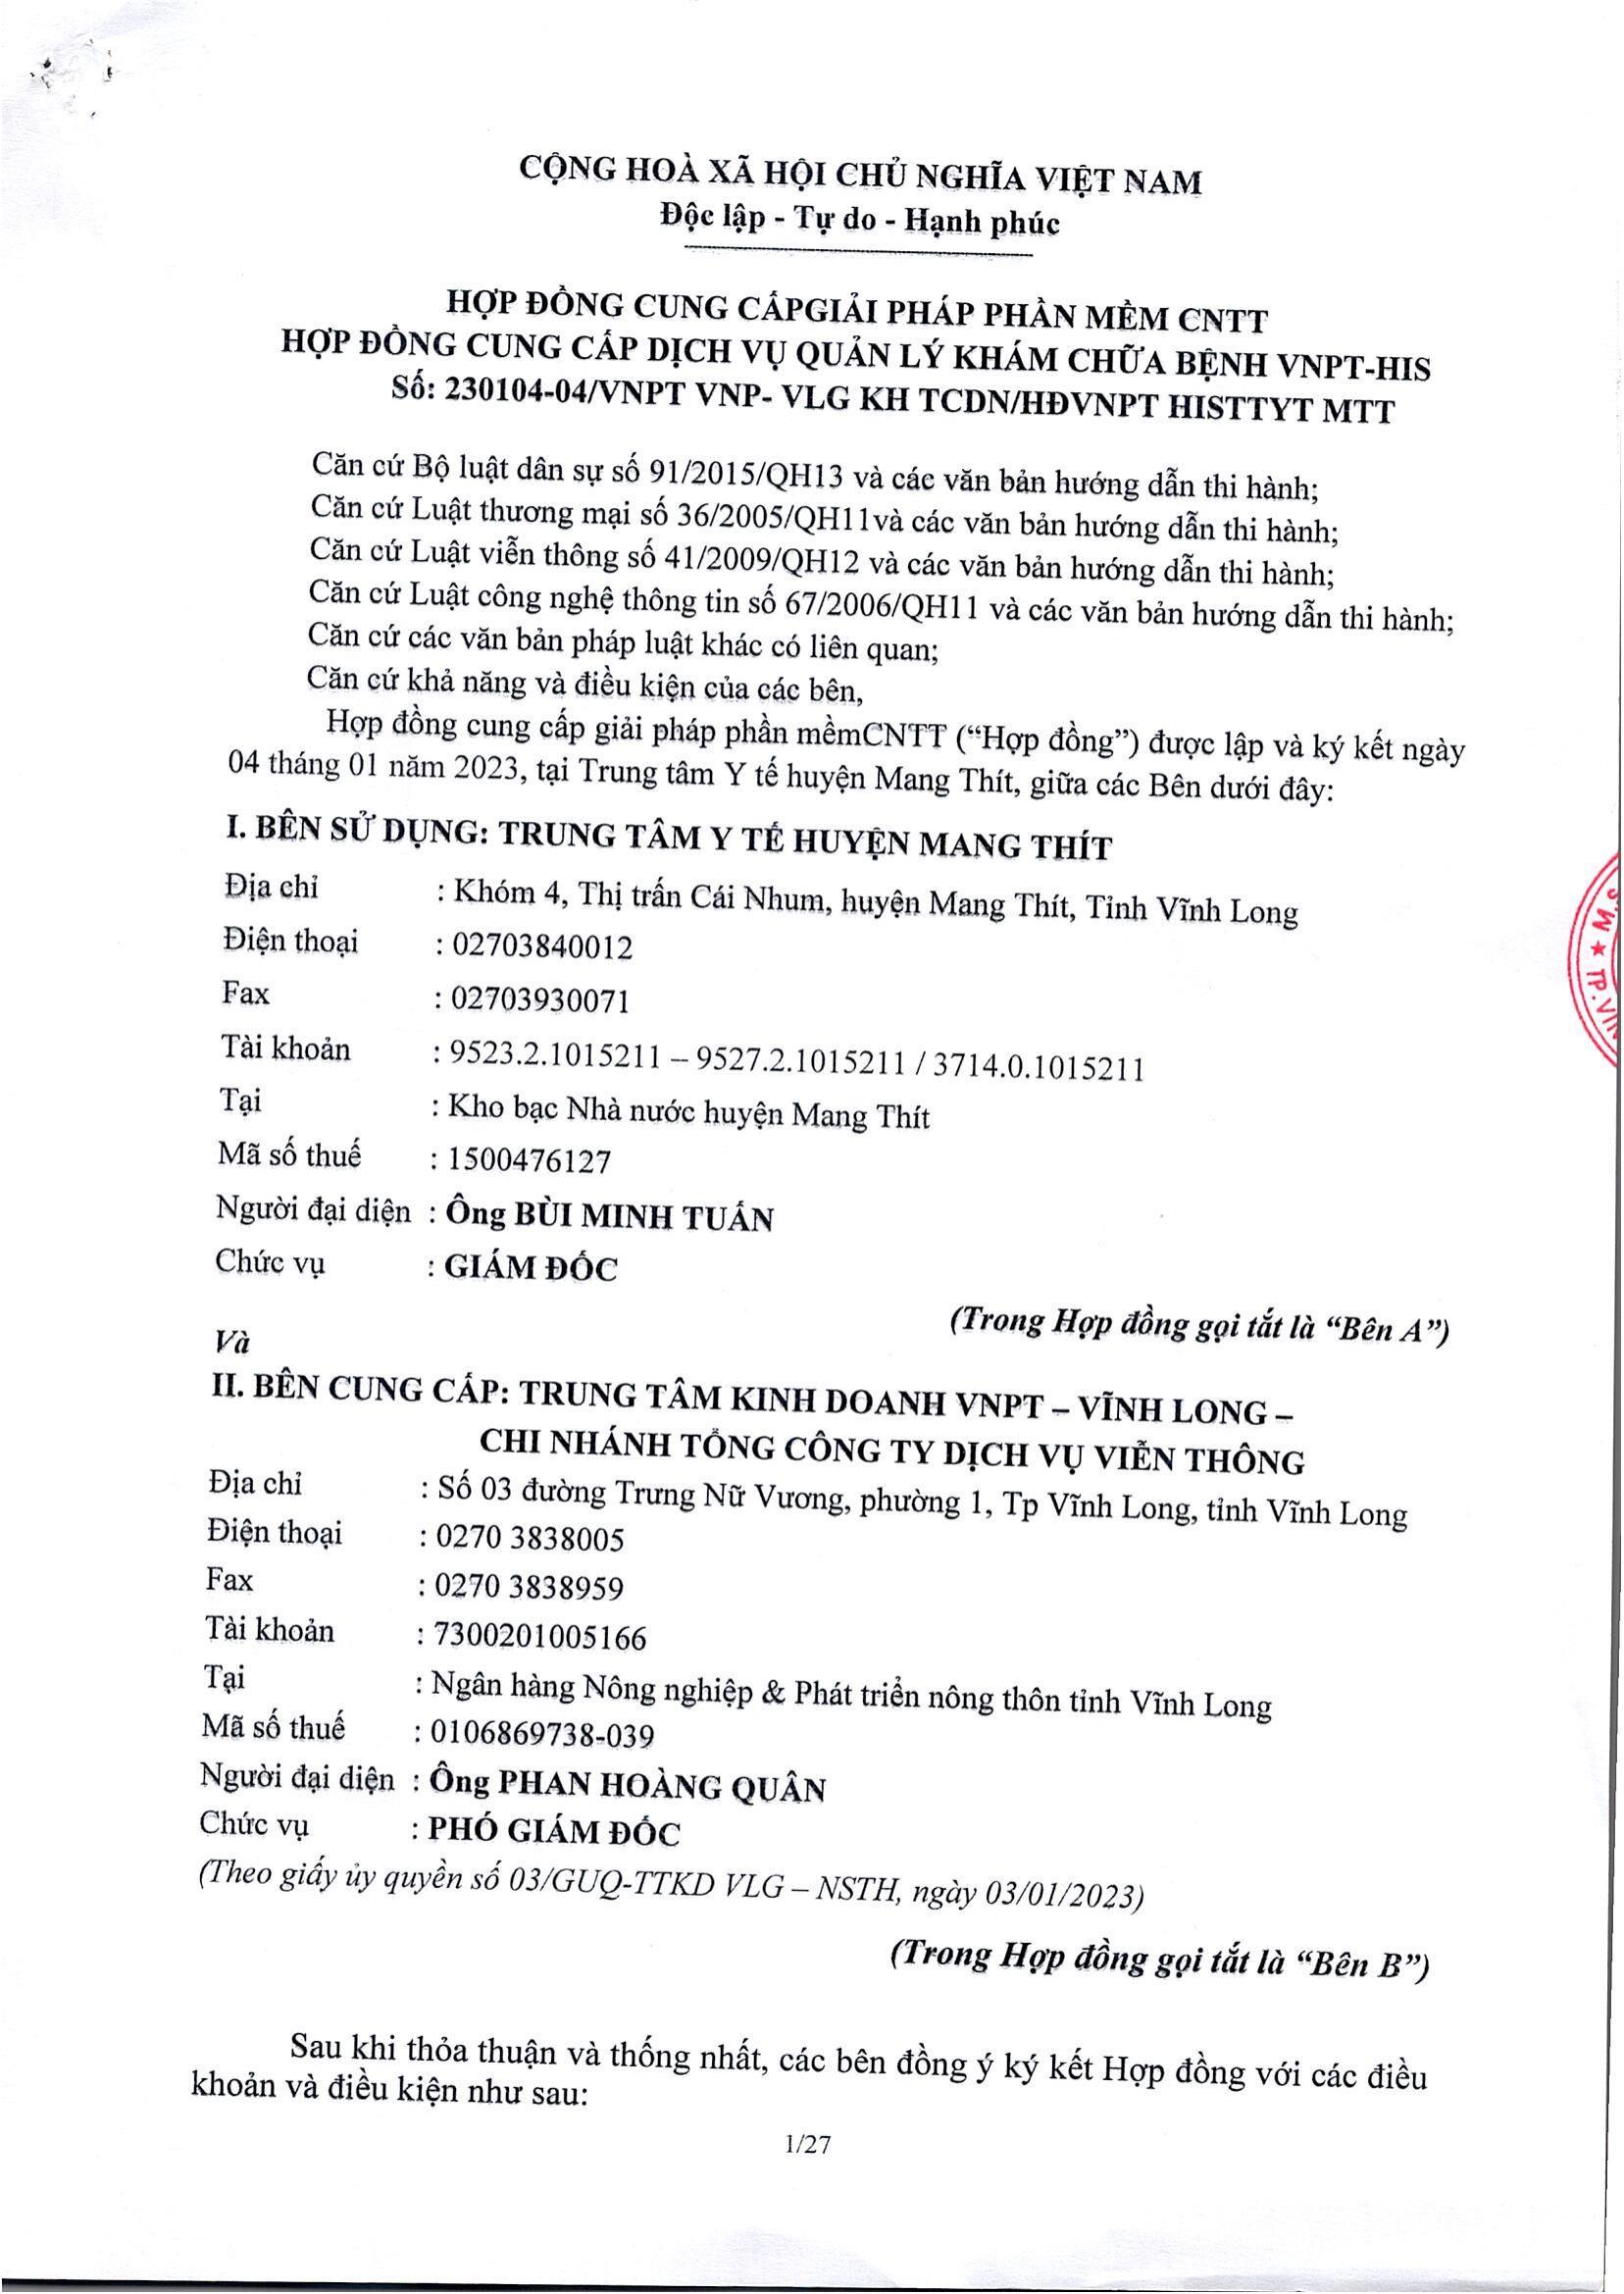 CỘNG HOÀ XÃ HỘI CHỦ NGHĨA VIỆT NAM
Độc lập - Tự do - Hạnh phúc
HỢP ĐỒNG CUNG CẤPGIẢI PHÁP PHẦN MỀM CNTT
HỢP ĐỒNG CUNG CẤP DỊCH VỤ QUẢN LÝ KHÁM CHỮA BỆNH VNPT-HIS
Số: 230104-04/VNPT VNP- VLG KH TCDN/HĐVNPT HISTTYT MTT
Căn cứ Bộ luật dân sự số 91/2015/QH13 và các văn bản hướng dẫn thi hành;
Căn cứ Luật thương mại số 36/2005/QH11và các văn bản hướng dẫn thi hành;
Căn cứ Luật viễn thông số 41/2009/QH12 và các văn bản hướng dẫn thi hành;
Căn cứ Luật công nghệ thông tin số 67/2006/QH11 và các văn bản hướng dẫn thi hành;
Căn cứ các văn bản pháp luật khác có liên quan;
Căn cứ khả năng và điều kiện của các bên,
Hợp đồng cung cấp giải pháp phần mềmCNTT (“Hợp đồng”) được lập và ký kết ngày
04 tháng 01 năm 2023, tại Trung tâm Y tế huyện Mang Thít, giữa các Bên dưới đây:
I. BÊN SỬ DỤNG: TRUNG TÂM Y TẾ HUYỆN MANG THÍT
Địa chỉ : Khóm 4, Thị trấn Cái Nhum, huyện Mang Thít, Tỉnh Vĩnh Long
Điện thoại : 02703840012
Fax : 02703930071
Tài khoản : 9523.2.1015211 – 9527.2.1015211 / 3714.0.1015211
Tại : Kho bạc Nhà nước huyện Mang Thít
Mã số thuế : 1500476127
Người đại diện : Ông BÙI MINH TUẤN
Chức vụ : GIÁM ĐỐC
(Trong Hợp đồng gọi tắt là “Bên A”)
Và
II. BÊN CUNG CẤP: TRUNG TÂM KINH DOANH VNPT – VĨNH LONG –
CHI NHÁNH TỔNG CÔNG TY DỊCH VỤ VIỄN THÔNG
Địa chỉ : Số 03 đường Trưng Nữ Vương, phường 1, Tp Vĩnh Long, tỉnh Vĩnh Long
Điện thoại : 0270 3838005
Fax : 0270 3838959
Tài khoản : 7300201005166
Tại : Ngân hàng Nông nghiệp & Phát triển nông thôn tỉnh Vĩnh Long
Mã số thuế : 0106869738-039
Người đại diện : Ông PHAN HOÀNG QUÂN
Chức vụ : PHÓ GIÁM ĐỐC
(Theo giấy ủy quyền số 03/GUQ-TTKD VLG – NSTH, ngày 03/01/2023)
(Trong Hợp đồng gọi tắt là “Bên B”)
Sau khi thỏa thuận và thống nhất, các bên đồng ý ký kết Hợp đồng với các điều
khoản và điều kiện như sau:
1/27